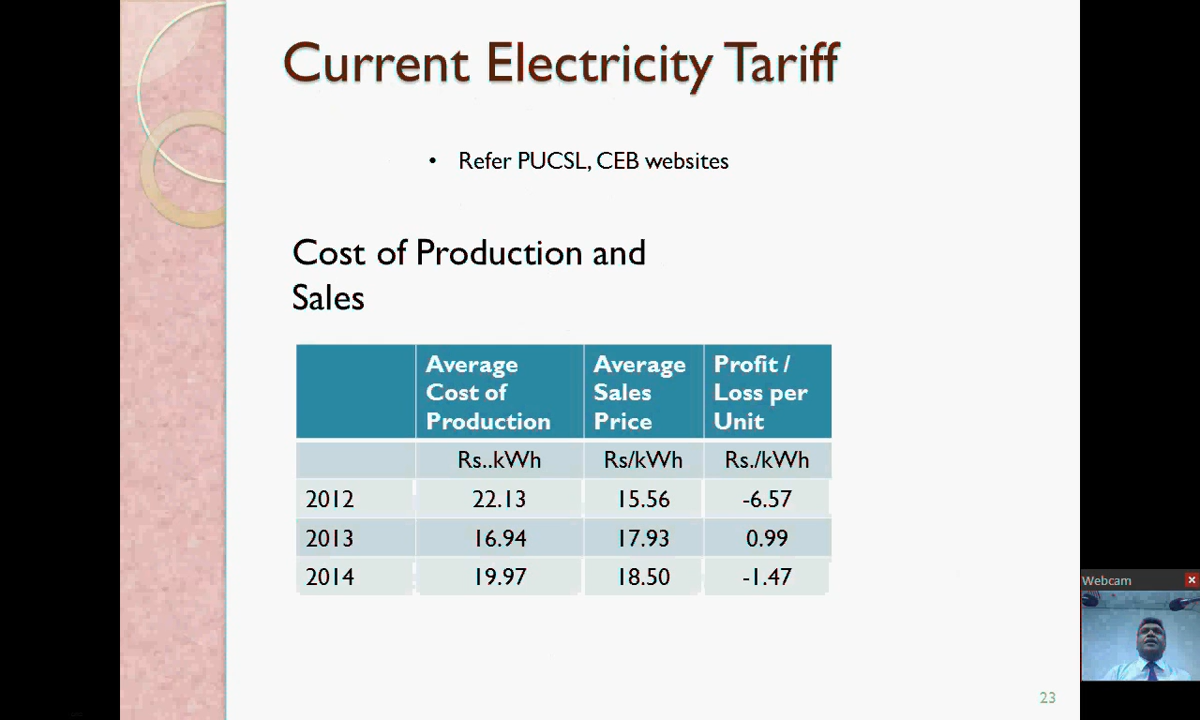 Current Electricity Tariff
• Refer PUCSL, CEB websites
Cost of Production and
Sales
Average Cost of Production Average Sales Price Profit / Loss per Unit
Rs..kWh Rs/kWh Rs./kWh
2012 22.13 15.56 -6.57
2013 16.94 17.93 0.99
2014 19.97 18.50 -1.47
Webcam
23